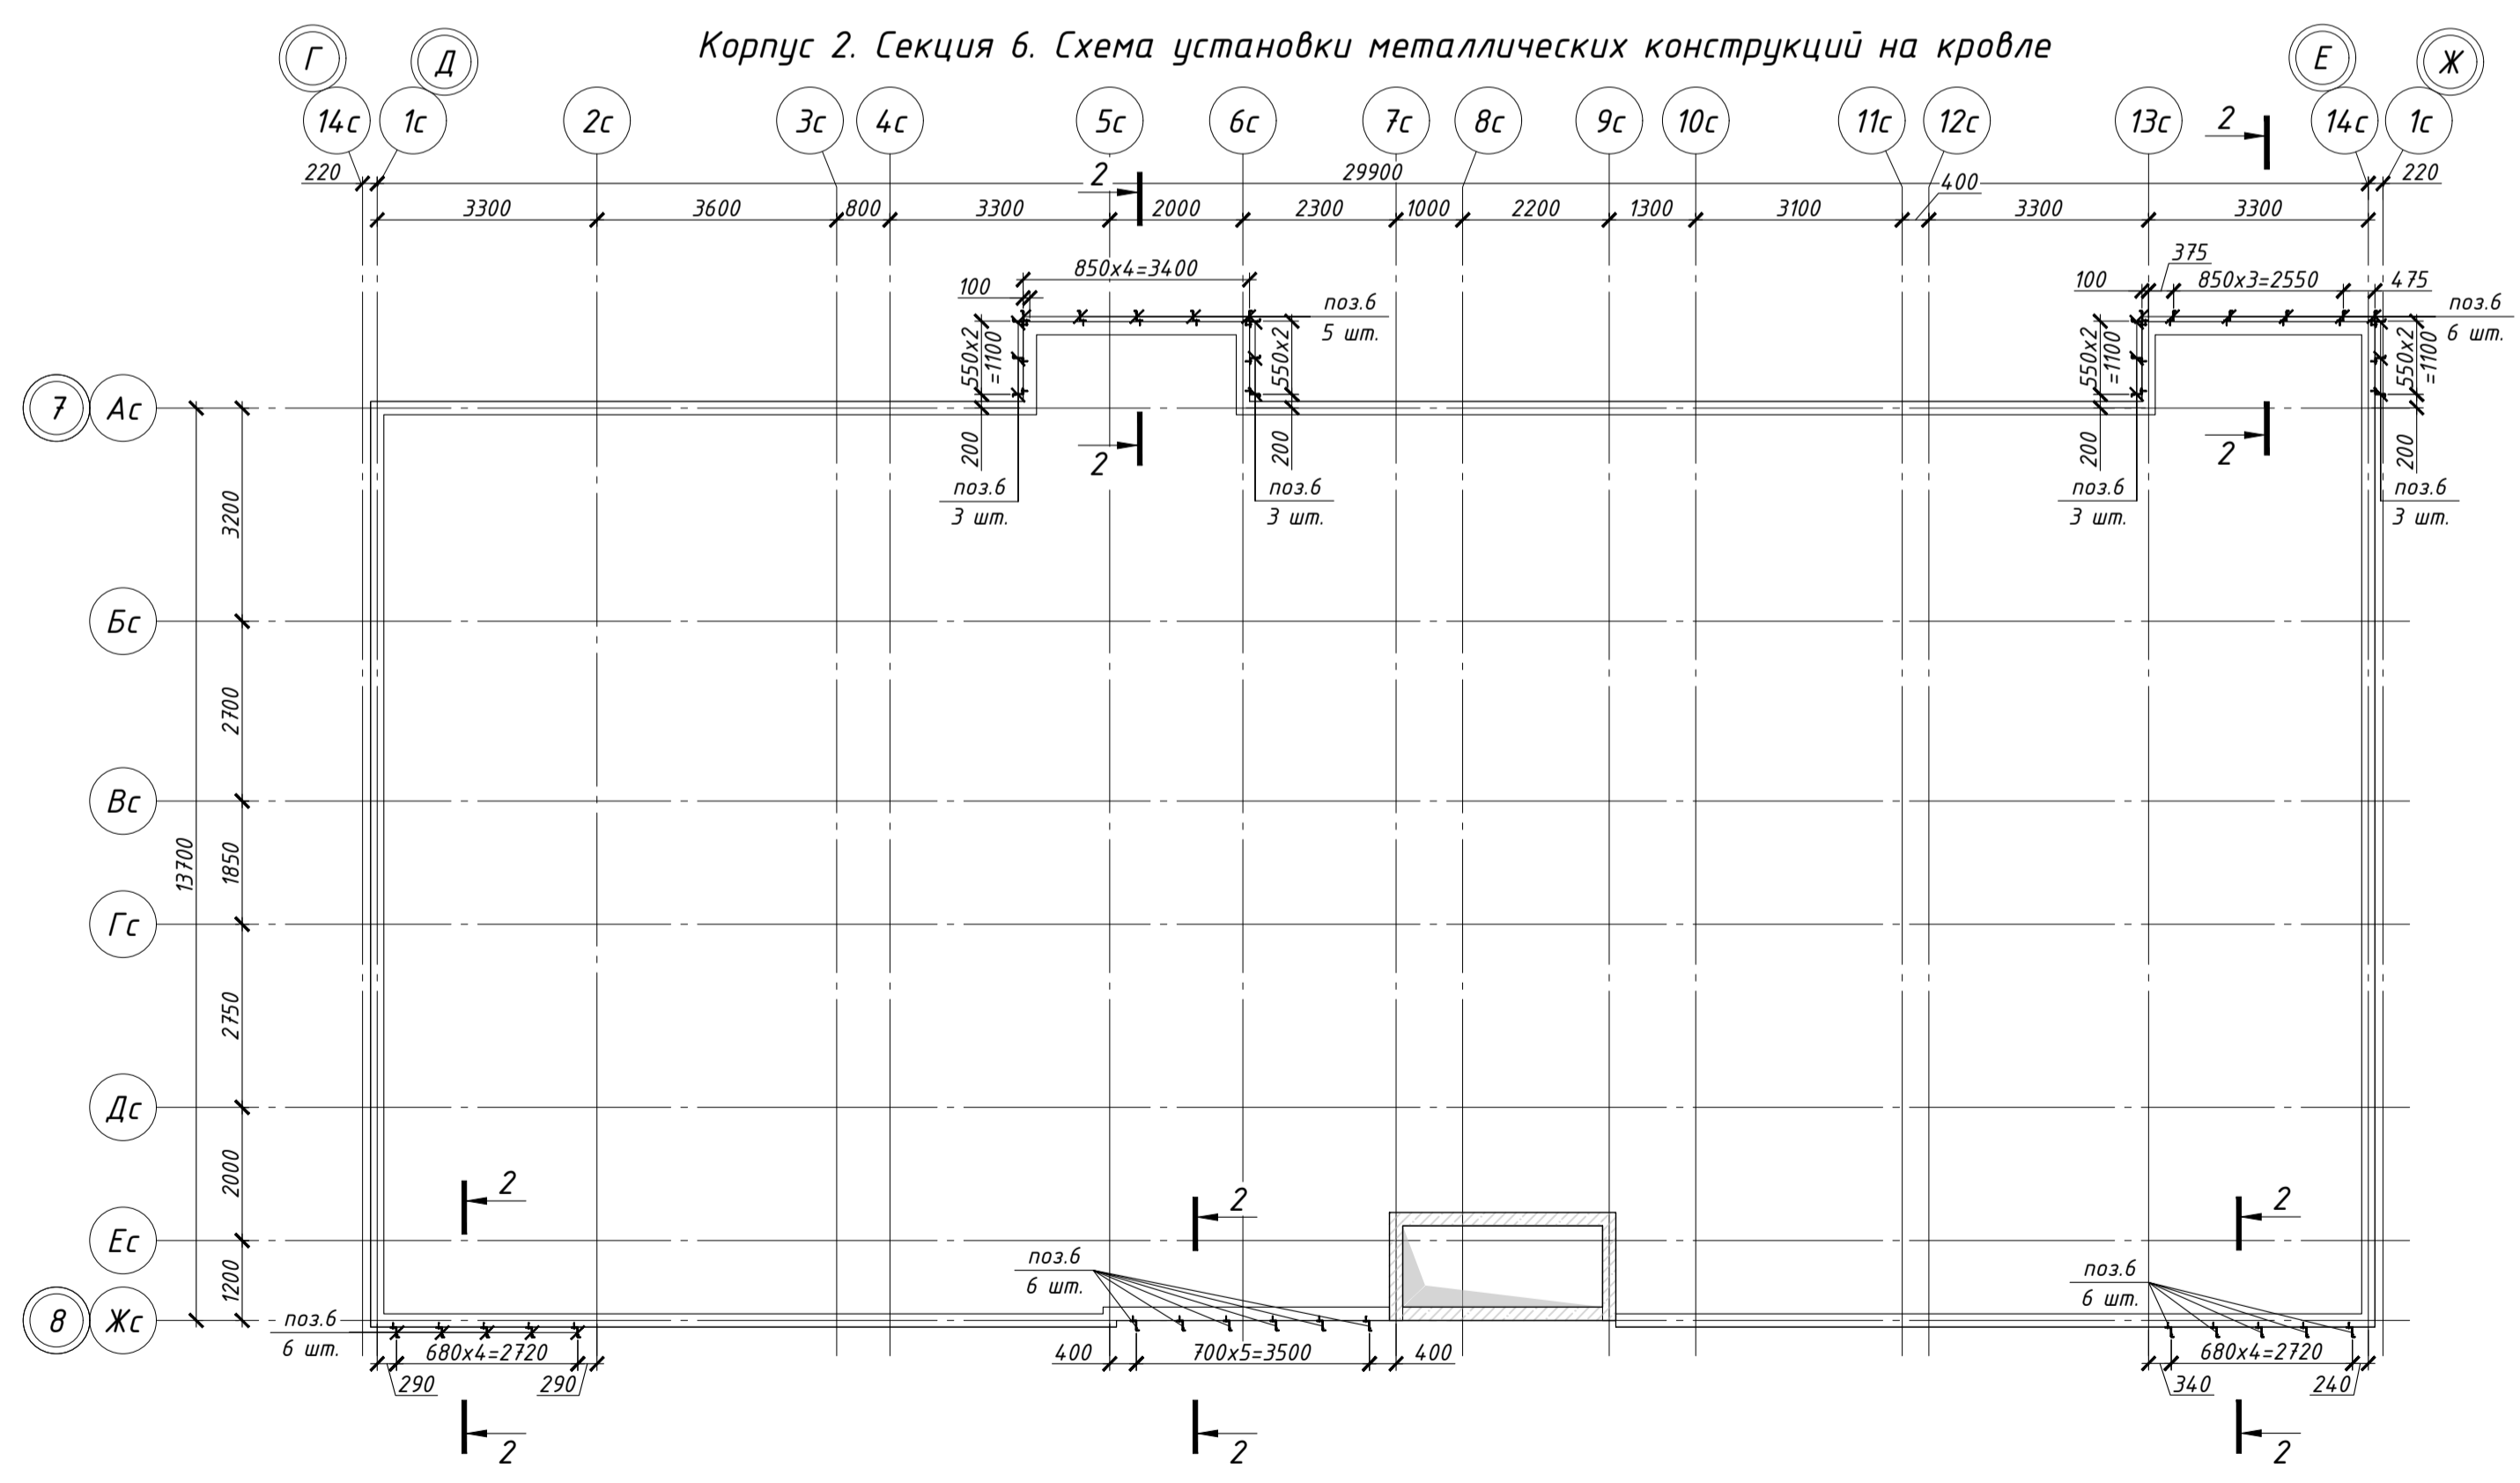 Корпус 2. Секция 6. Схема установки металлических конструкций на кровле
Г Д Е Ж
14с 1с 2с 3с 4с 5с 6с 7с 8с 9с 10с 11с 12с 13с 14с 1с
2
220 2 29900 220
400
3300 3600 800 3300 2000 2300 1000 2200 1300 3100 3300 3300
375
850х4=3400
100 100 850х3=2550 475
поз.6
5 шт.
поз.6
6 шт.
550х2
=1100
550х2
550х2
=1100
550х2
=1100
7 Ас
200 200 200 200
2 2
поз.6
3 шт.
поз.6
3 шт.
поз.6
3 шт.
поз.6
3 шт.
3200
Бс
2700
Вс
13700
1850
Гс
2750
Дс
2000
2 2 2
Ес
1200
поз.6
6 шт.
поз.6
6 шт.
8 Жс
поз.6
6 шт.
680х4=2720 400 700х5=3500 400 680х4=2720
290 290 340 240
2 2 2